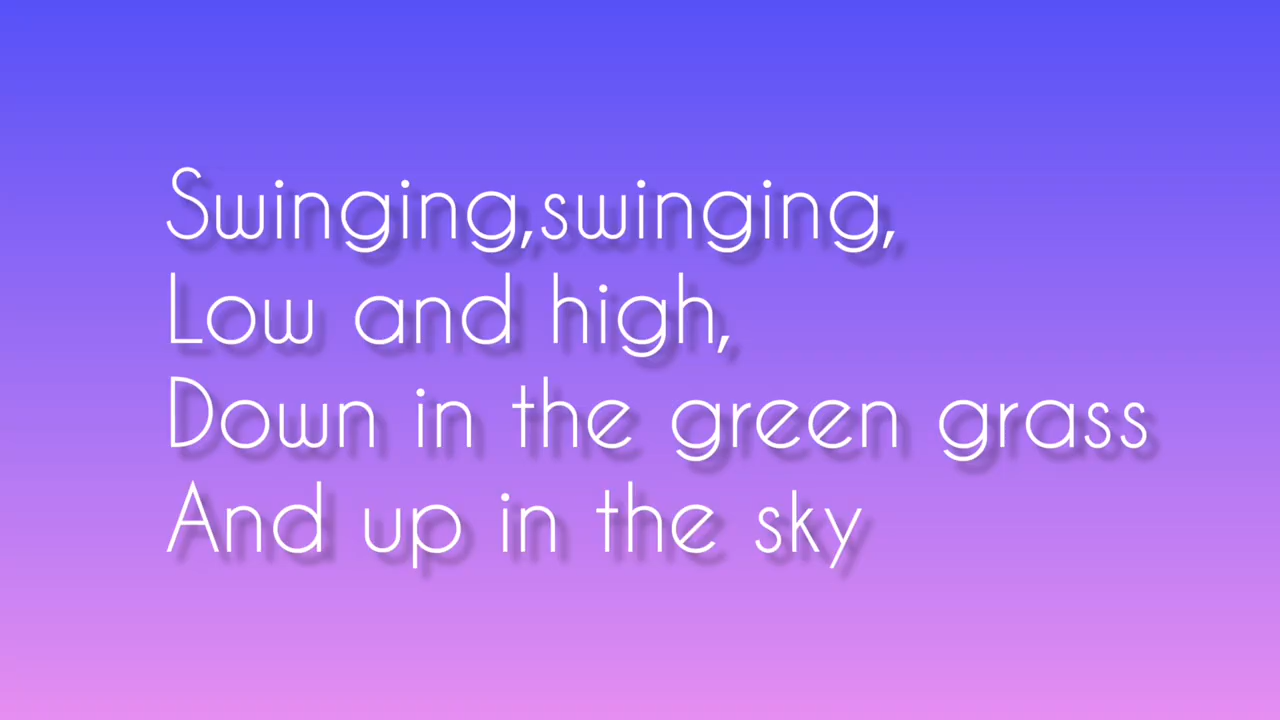 Swinging,swinging,
Low and high,
Down in the green grass
And up in the sky